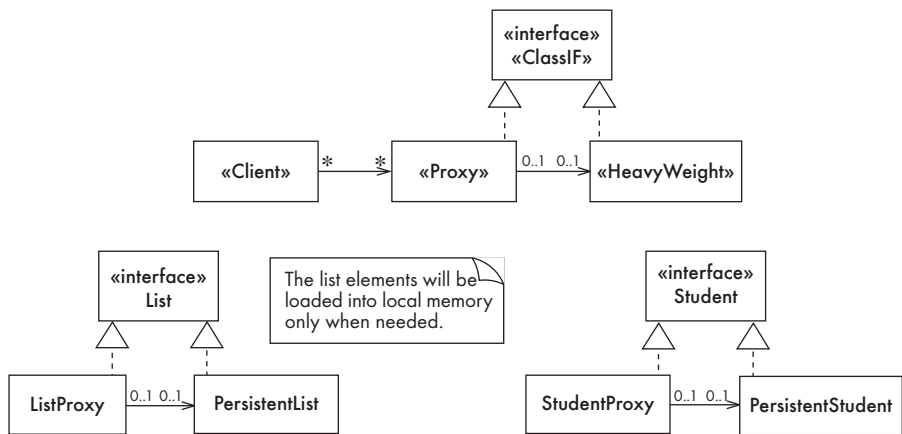 «interface»
«ClassIF»
«Client»
*
*
«Proxy»
0..1
0..1
«HeavyWeight»
«interface»
List
The list elements will be
loaded into local memory
only when needed.
«interface»
Student
ListProxy
0..1
0..1
PersistentList
StudentProxy
0..1
0..1
PersistentStudent